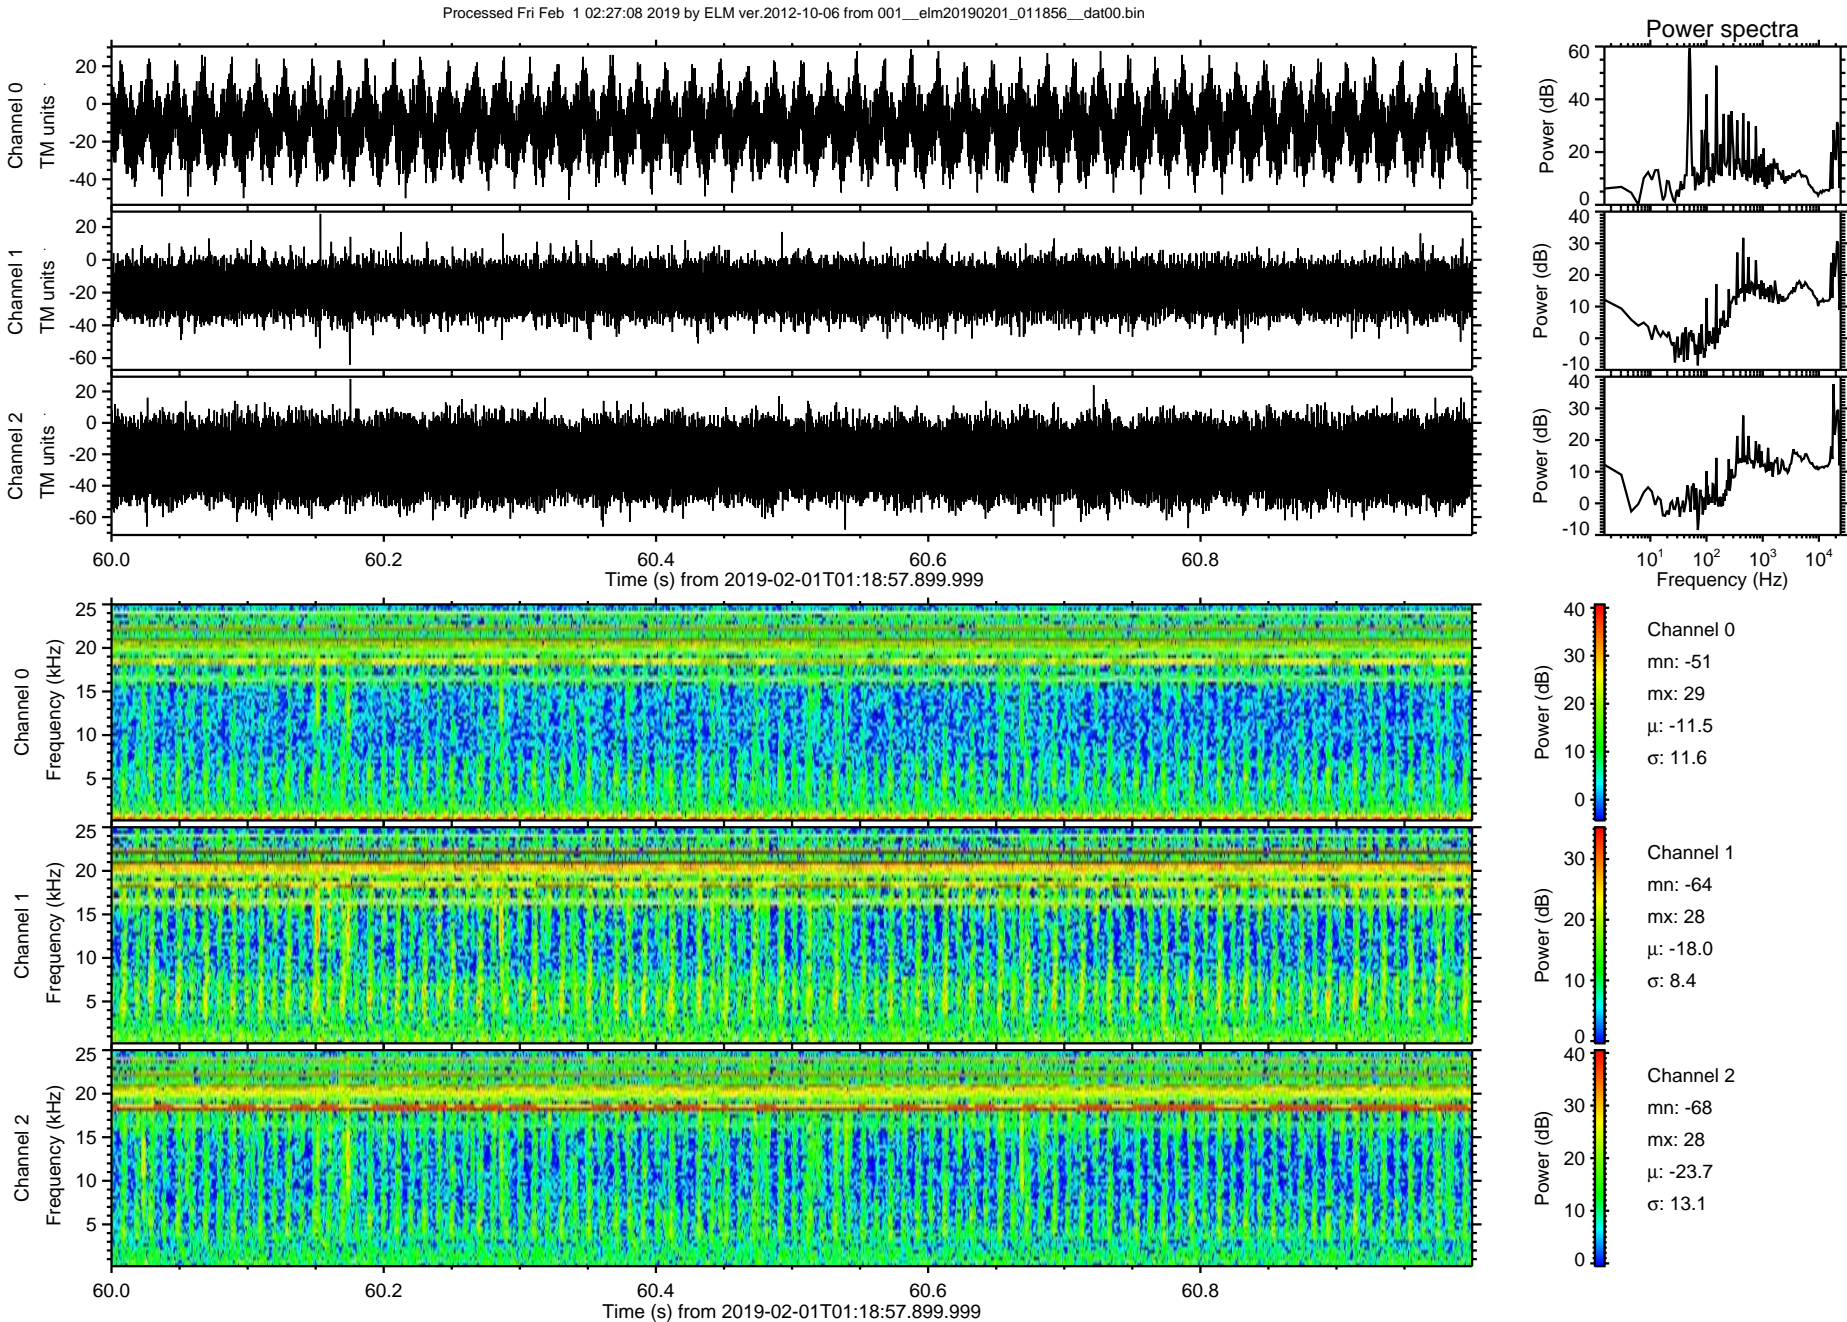 Processed Fri Feb  1 02:27:08 2019 by ELM ver.2012-10-06 from 001__elm20190201_011856__dat00.bin
Power spectra
Channel 0
TM units
20
0
-20
-40
Power (dB)
60
40
20
0
Channel 1
TM units
20
0
-20
-40
-60
Power (dB)
40
30
20
10
0
-10
Channel 2
TM units
20
0
-20
-40
-60
Power (dB)
40
30
20
10
0
-10
60.0 60.2 60.4 60.6 60.8
Time (s) from 2019-02-01T01:18:57.899.999
10^1 10^2 10^3 10^4
Frequency (Hz)
Channel 0
Frequency (kHz)
25
20
15
10
5
Power (dB)
40
30
20
10
0
Channel 0
mn: -51
mx: 29
μ: -11.5
σ: 11.6
Channel 1
Frequency (kHz)
25
20
15
10
5
Power (dB)
30
20
10
0
Channel 1
mn: -64
mx: 28
μ: -18.0
σ: 8.4
Channel 2
Frequency (kHz)
25
20
15
10
5
Power (dB)
40
30
20
10
0
Channel 2
mn: -68
mx: 28
μ: -23.7
σ: 13.1
60.0 60.2 60.4 60.6 60.8
Time (s) from 2019-02-01T01:18:57.899.999